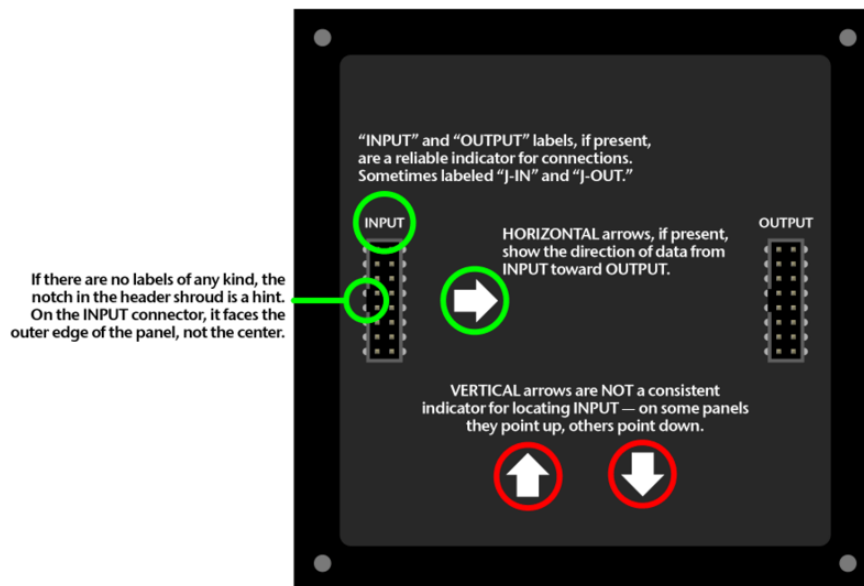 “INPUT” and “OUTPUT” labels, if present,
are a reliable indicator for connections.
Sometimes labeled “J-IN” and “J-OUT.”
INPUT
OUTPUT
HORIZONTAL arrows, if present,
show the direction of data from
INPUT toward OUTPUT.
If there are no labels of any kind, the
notch in the header shroud is a hint.
On the INPUT connector, it faces the
outer edge of the panel, not the center.
VERTICAL arrows are NOT a consistent
indicator for locating INPUT — on some panels
they point up, others point down.